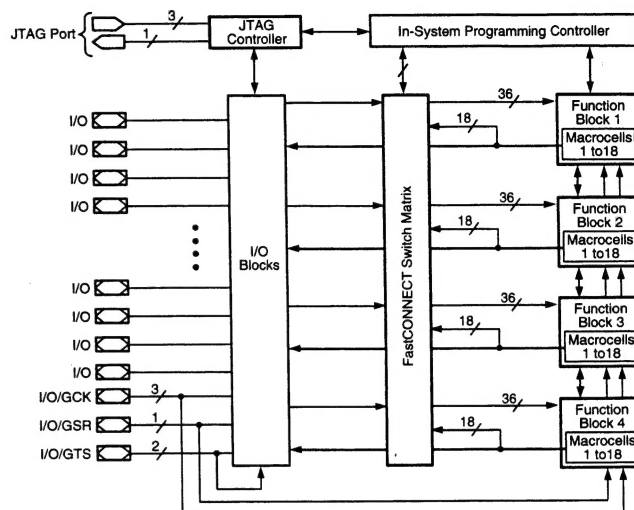 JTAG Port
3
1
JTAG
Controller
In-System Programming Controller
I/O
I/O
I/O
I/O
I/O
I/O
I/O
I/O
I/O/GCK
3
I/O/GSR
1
I/O/GTS
2
I/O
Blocks
FastCONNECT Switch Matrix
36
18
Function
Block 1
Macrocells
1 to18
36
18
Function
Block 2
Macrocells
1 to18
36
18
Function
Block 3
Macrocells
1 to18
36
18
Function
Block 4
Macrocells
1 to18